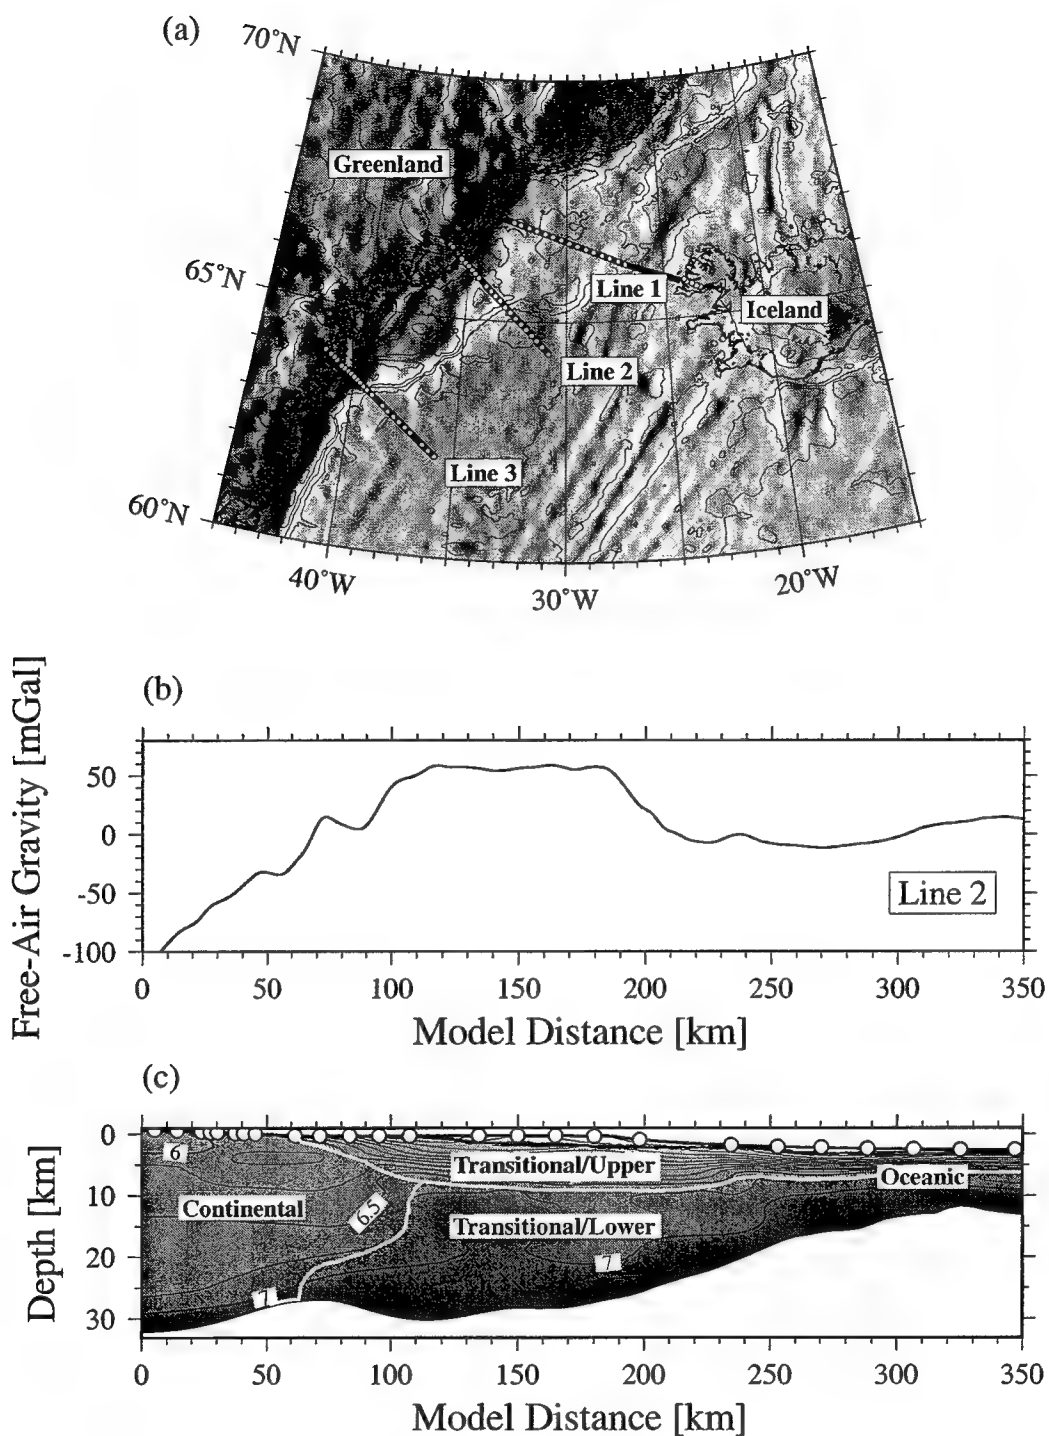 (a)
70°N
Greenland
65°N
Line 1
Iceland
Line 2
Line 3
60°N
40°W
30°W
20°W
(b)
Free-Air Gravity [mGal]
50
0
-50
-100
Line 2
0 50 100 150 200 250 300 350
Model Distance [km]
(c)
Depth [km]
0
10
20
30
6
Transitional/Upper
Oceanic
Continental
6.5
Transitional/Lower
7
7
0 50 100 150 200 250 300 350
Model Distance [km]